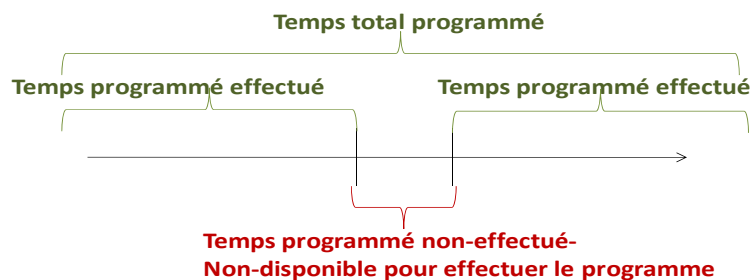 Temps total programmé
Temps programmé effectué
Temps programmé effectué
Temps programmé non-effectué-
Non-disponible pour effectuer le programme